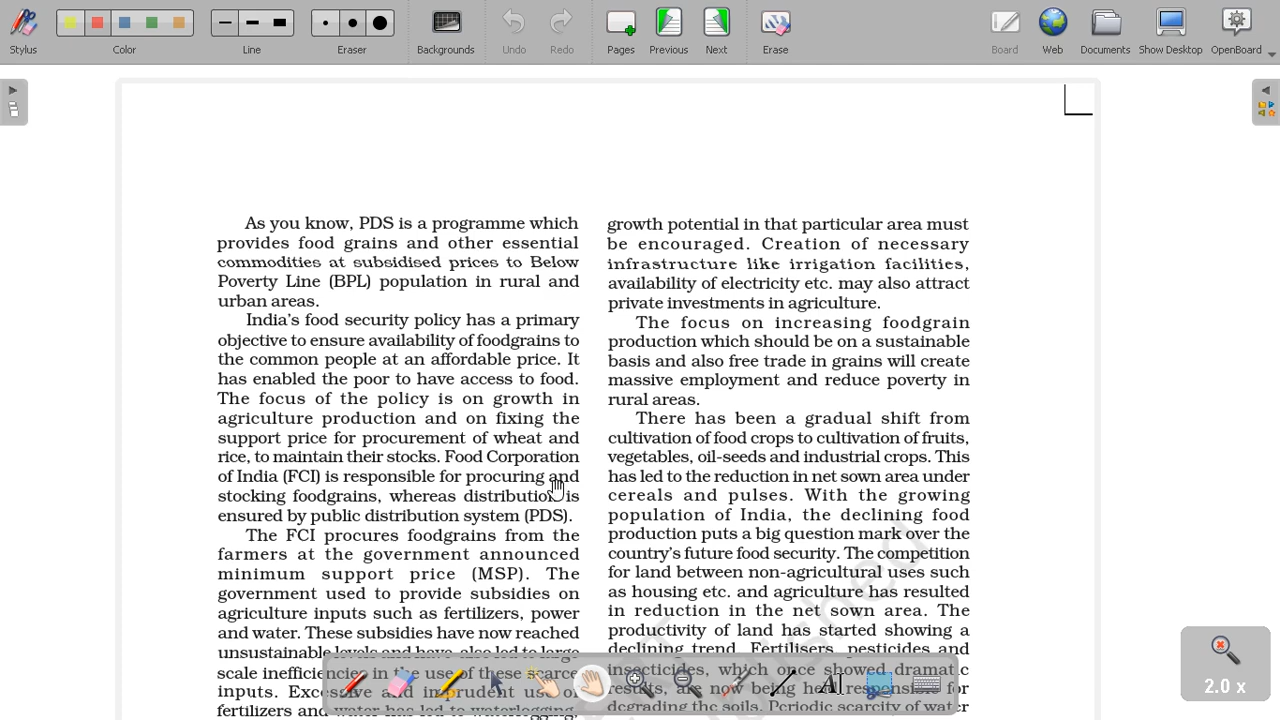 Stylus
Color
Line
Eraser
Backgrounds
Undo
Redo
Pages
Previous
Next
Erase
Board
Web
Documents
Show Desktop
OpenBoard
As you know, PDS is a programme which
provides food grains and other essential
commodities at subsidised prices to Below
Poverty Line (BPL) population in rural and
urban areas.
India's food security policy has a primary
objective to ensure availability of foodgrains to
the common people at an affordable price. It
has enabled the poor to have access to food.
The focus of the policy is on growth in
agriculture production and on fixing the
support price for procurement of wheat and
rice, to maintain their stocks. Food Corporation
of India (FCI) is responsible for procuring and
stocking foodgrains, whereas distribution is
ensured by public distribution system (PDS).
The FCI procures foodgrains from the
farmers at the government announced
minimum support price (MSP). The
government used to provide subsidies on
agriculture inputs such as fertilizers, power
and water. These subsidies have now reached
unsustainable levels and have also led to large
scale inefficiencies in the use of these scarce
inputs. Excessive and imprudent use of
fertilizers and water has led to waterlogging,
growth potential in that particular area must
be encouraged. Creation of necessary
infrastructure like irrigation facilities,
availability of electricity etc. may also attract
private investments in agriculture.
The focus on increasing foodgrain
production which should be on a sustainable
basis and also free trade in grains will create
massive employment and reduce poverty in
rural areas.
There has been a gradual shift from
cultivation of food crops to cultivation of fruits,
vegetables, oil-seeds and industrial crops. This
has led to the reduction in net sown area under
cereals and pulses. With the growing
population of India, the declining food
production puts a big question mark over the
country's future food security. The competition
for land between non-agricultural uses such
as housing etc. and agriculture has resulted
in reduction in the net sown area. The
productivity of land has started showing a
declining trend. Fertilisers, pesticides and
insecticides, which once showed dramatic
results, are now being held responsible for
degrading the soils. Periodic scarcity of water
2.0 x